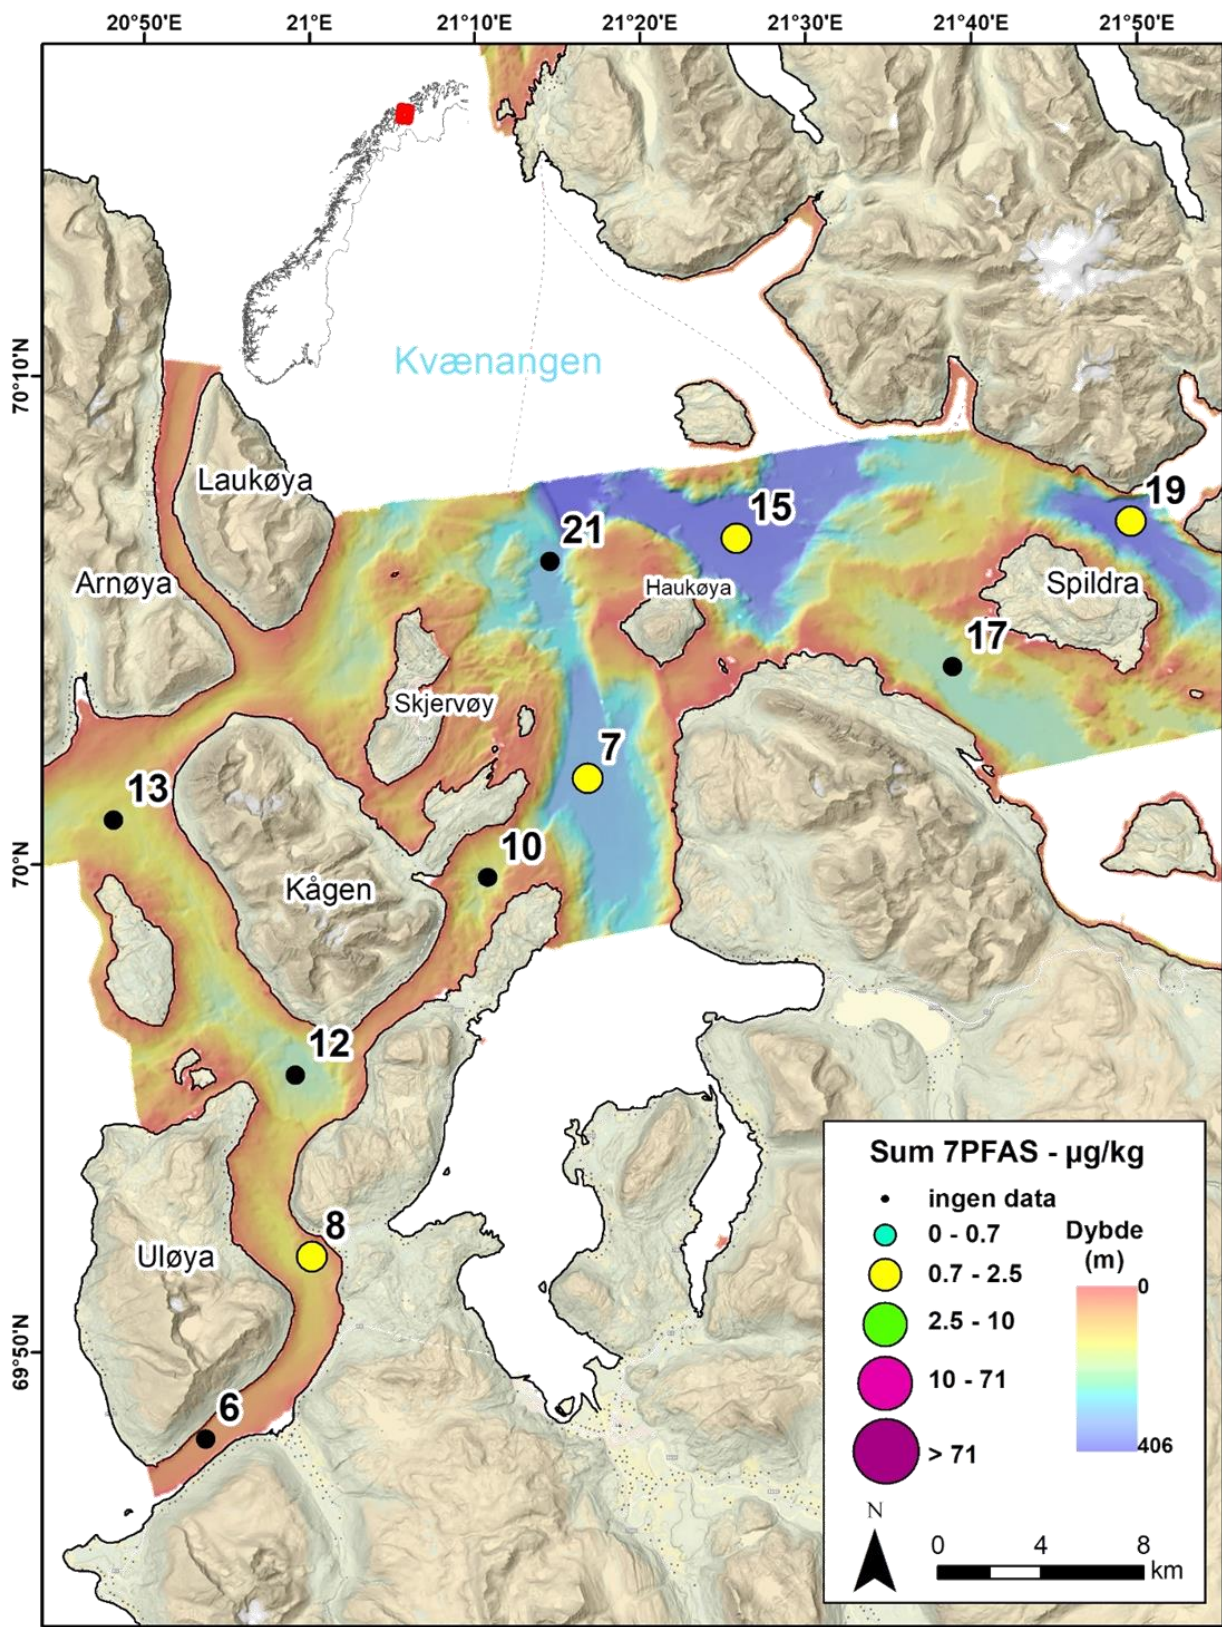 20°50'E
21°E
21°10'E
21°20'E
21°30'E
21°40'E
21°50'E
70°10'N
Kvænangen
Laukøya
19
15
21
Arnøya
Haukøya
Spildra
17
Skjervøy
7
13
10
70°N
Kågen
12
8
Uløya
69°50'N
6
Sum 7PFAS - µg/kg
ingen data
0 - 0.7
0.7 - 2.5
2.5 - 10
10 - 71
> 71
Dybde
(m)
0
406
N
0 4 8
km